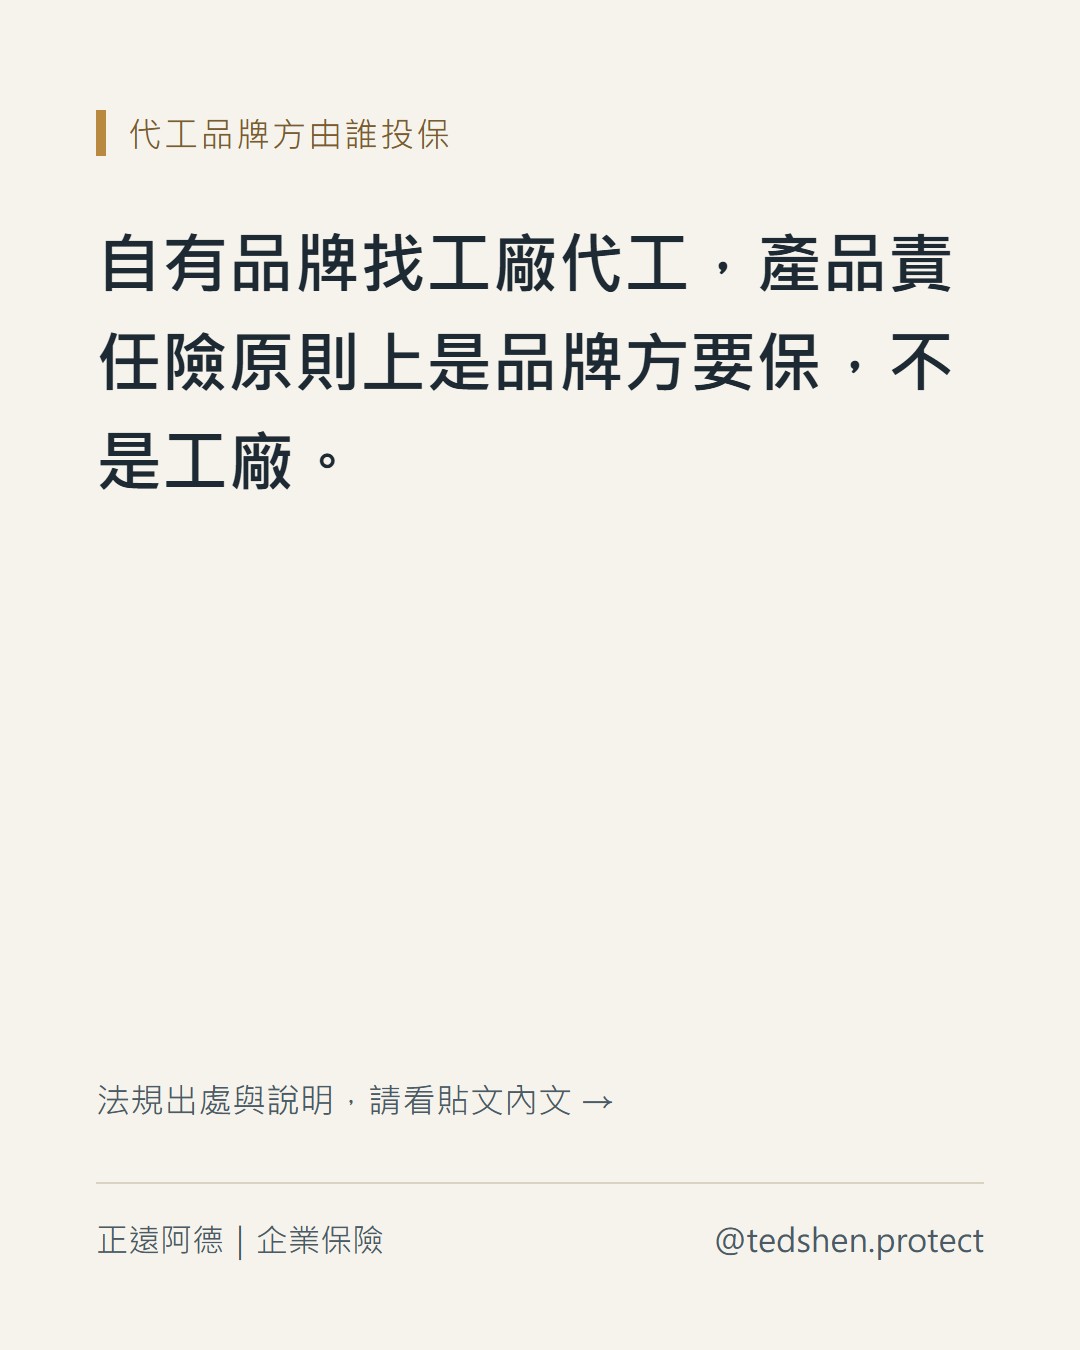 代工品牌方由誰投保
自有品牌找工廠代工，產品責
任險原則上是品牌方要保，不
是工廠。
法規出處與說明，請看貼文內文 →
正遠阿德｜企業保險
@tedshen.protect